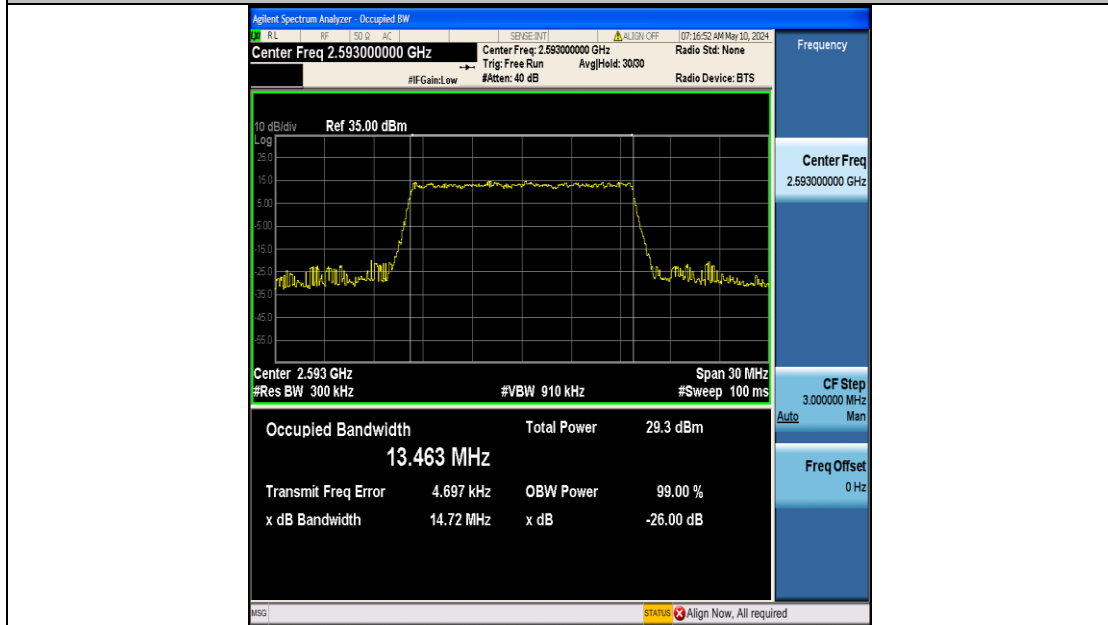 Agilent Spectrum Analyzer - Occupied BW
RL RF 50 Ω AC SENSE:INT ALIGN OFF 07:16:52 AM May 10, 2024
Center Freq 2.593000000 GHz
Center Freq: 2.593000000 GHz
Radio Std: None
Trig: Free Run Avg|Hold: 30/30
#IFGain:Low #Atten: 40 dB Radio Device: BTS
10 dB/div Ref 35.00 dBm
Log
25.0
15.0
5.00
-5.00
-15.0
-25.0
-35.0
-45.0
-55.0
Center 2.593 GHz Span 30 MHz
#Res BW 300 kHz #VBW 910 kHz #Sweep 100 ms
Occupied Bandwidth Total Power 29.3 dBm
13.463 MHz
Transmit Freq Error 4.697 kHz OBW Power 99.00 %
x dB Bandwidth 14.72 MHz x dB -26.00 dB
MSG STATUS Align Now, All required
Frequency
Center Freq
2.593000000 GHz
CF Step
3.000000 MHz
Auto Man
Freq Offset
0 Hz